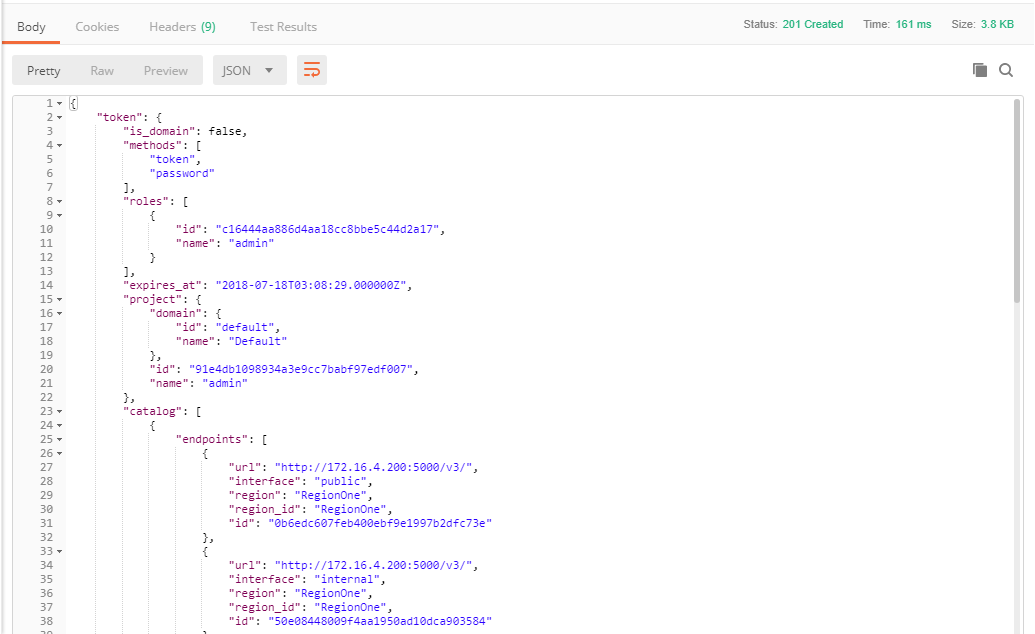 Body Cookies Headers (9) Test Results Status: 201 Created Time: 161 ms Size: 3.8 KB
Pretty Raw Preview JSON
1 {
2 "token": {
3 "is_domain": false,
4 "methods": [
5 "token",
6 "password"
7 ],
8 "roles": [
9 {
10 "id": "c16444aa886d4aa18cc8bbe5c44d2a17",
11 "name": "admin"
12 }
13 ],
14 "expires_at": "2018-07-18T03:08:29.000000Z",
15 "project": {
16 "domain": {
17 "id": "default",
18 "name": "Default"
19 },
20 "id": "91e4db1098934a3e9cc7babf97edf007",
21 "name": "admin"
22 },
23 "catalog": [
24 {
25 "endpoints": [
26 {
27 "url": "http://172.16.4.200:5000/v3/",
28 "interface": "public",
29 "region": "RegionOne",
30 "region_id": "RegionOne",
31 "id": "0b6edc607feb400ebf9e1997b2dfc73e"
32 },
33 {
34 "url": "http://172.16.4.200:5000/v3/",
35 "interface": "internal",
36 "region": "RegionOne",
37 "region_id": "RegionOne",
38 "id": "50e08448009f4aa1950ad10dca903584"